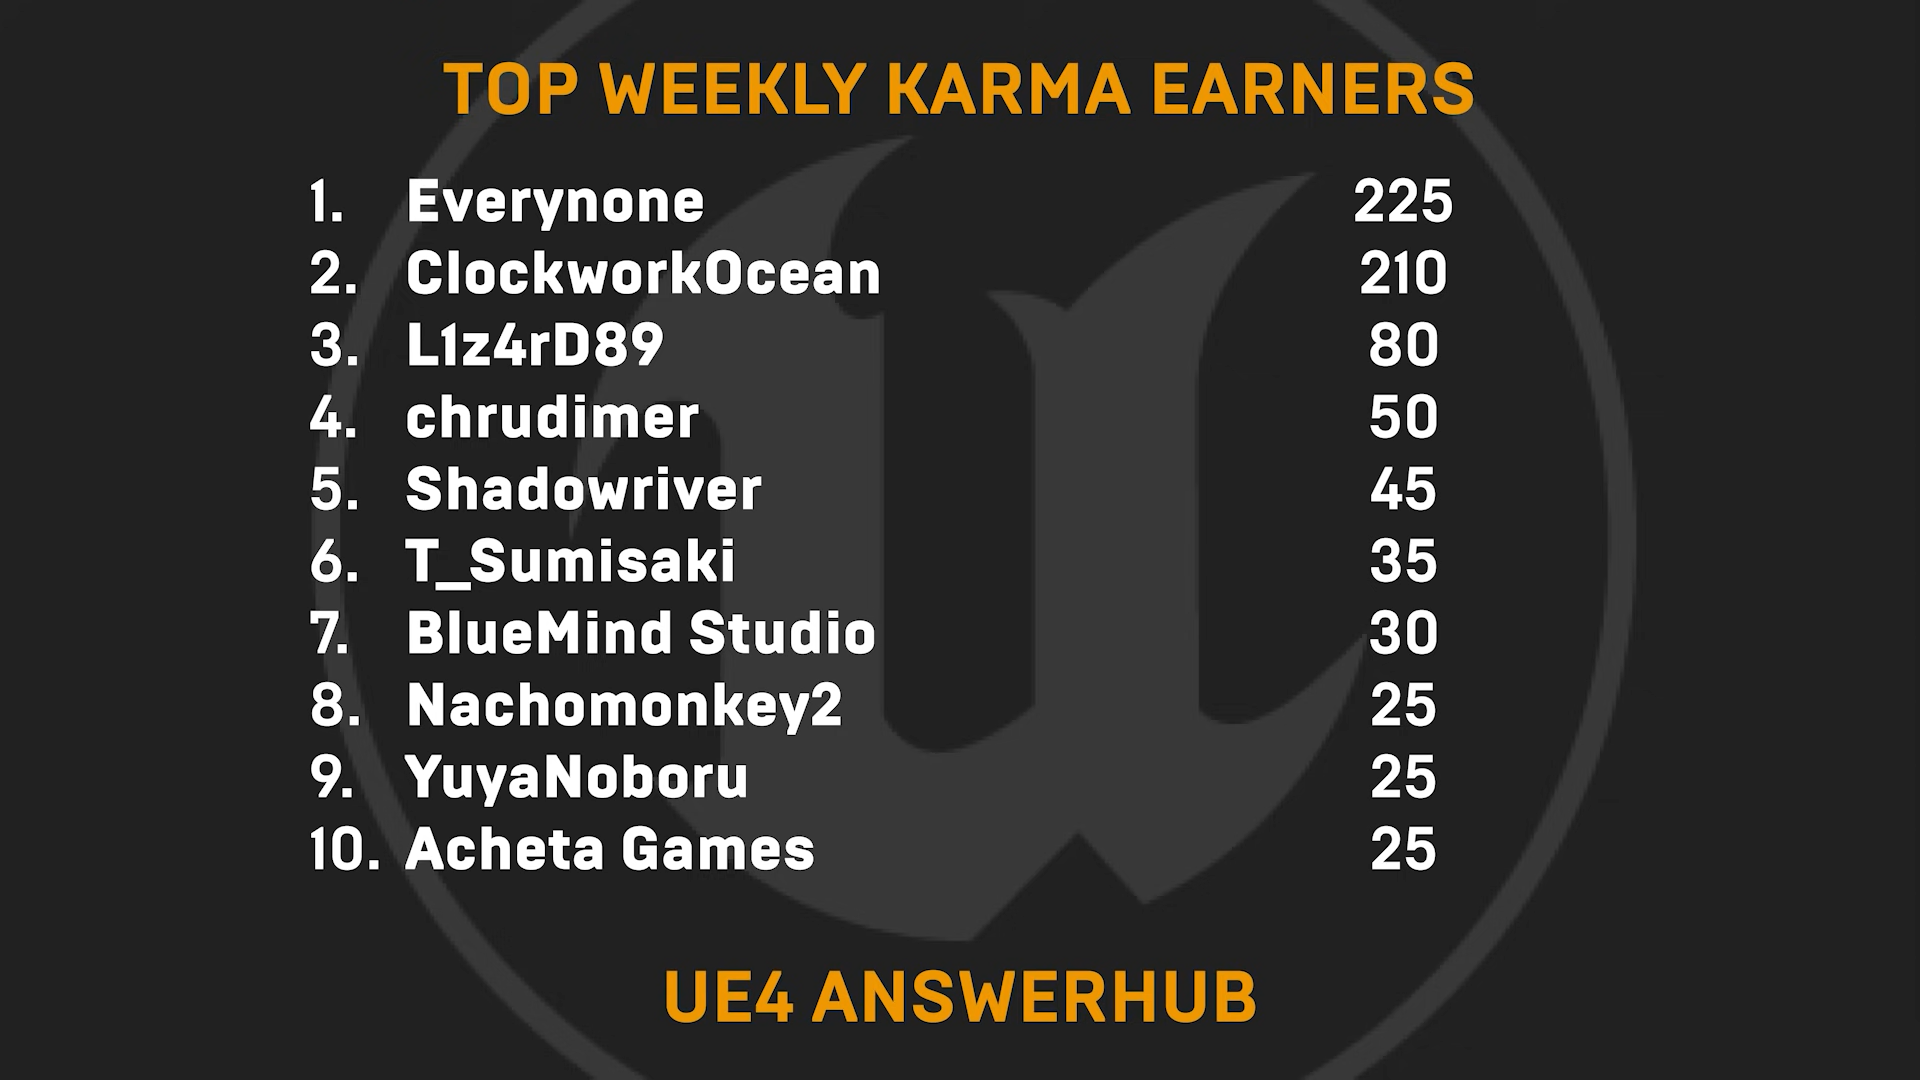 TOP WEEKLY KARMA EARNERS
1. Everynone 225
2. ClockworkOcean 210
3. L1z4rD89 80
4. chrudimer 50
5. Shadowriver 45
6. T_Sumisaki 35
7. BlueMind Studio 30
8. Nachomonkey2 25
9. YuyaNoboru 25
10. Acheta Games 25
UE4 ANSWERHUB